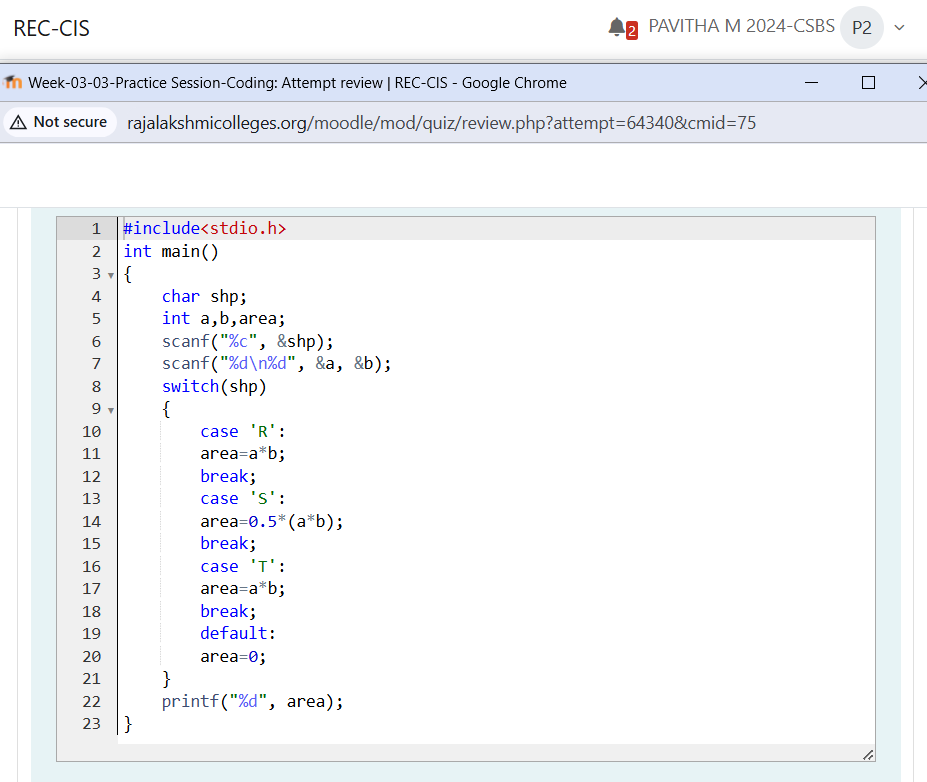 REC-CIS
2 PAVITHA M 2024-CSBS P2
Week-03-03-Practice Session-Coding: Attempt review | REC-CIS - Google Chrome
Not secure rajalakshmicolleges.org/moodle/mod/quiz/review.php?attempt=64340&cmid=75
1 #include<stdio.h>
2 int main()
3 {
4 char shp;
5 int a,b,area;
6 scanf("%c", &shp);
7 scanf("%d\n%d", &a, &b);
8 switch(shp)
9 {
10 case 'R':
11 area=a*b;
12 break;
13 case 'S':
14 area=0.5*(a*b);
15 break;
16 case 'T':
17 area=a*b;
18 break;
19 default:
20 area=0;
21 }
22 printf("%d", area);
23 }